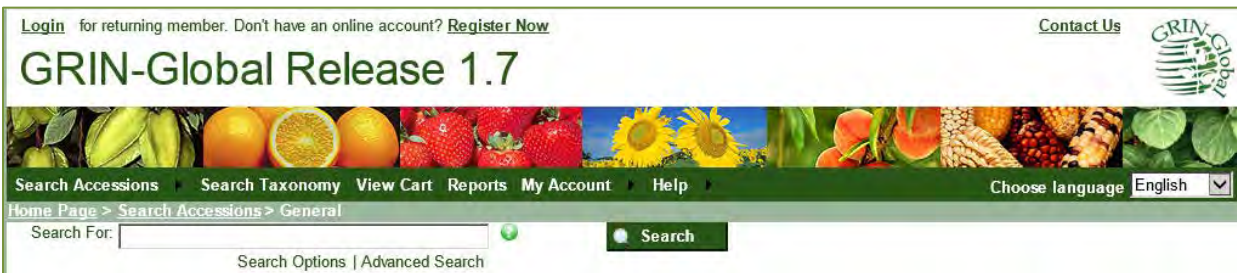 Login for returning member. Don't have an online account? Register Now Contact Us
GRIN-Global
GRIN-Global Release 1.7
Search Accessions Search Taxonomy View Cart Reports My Account Help Choose language English
Home Page > Search Accessions > General
Search For: Search
Search Options | Advanced Search